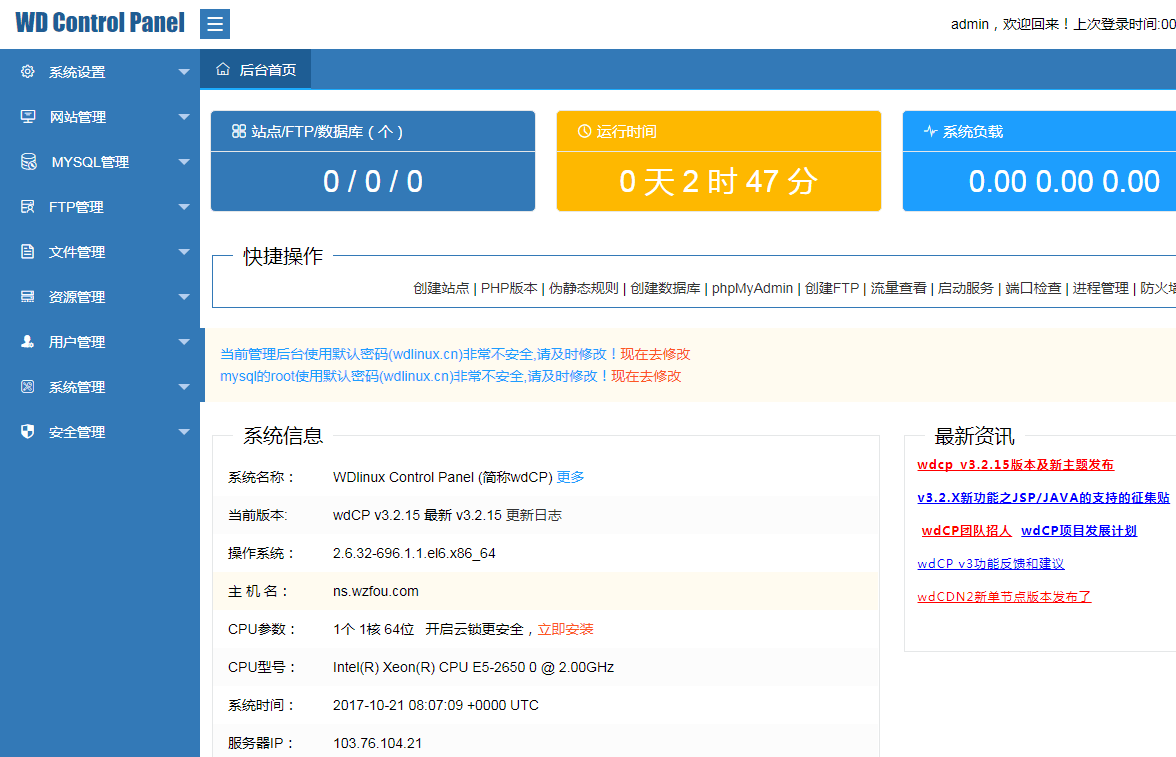 WD Control Panel
admin，欢迎回来！上次登录时间:00
系统设置
网站管理
MYSQL管理
FTP管理
文件管理
资源管理
用户管理
系统管理
安全管理
后台首页
站点/FTP/数据库（个）
0 / 0 / 0
运行时间
0 天 2 时 47 分
系统负载
0.00 0.00 0.00
快捷操作
创建站点 | PHP版本 | 伪静态规则 | 创建数据库 | phpMyAdmin | 创建FTP | 流量查看 | 启动服务 | 端口检查 | 进程管理 | 防火墙
当前管理后台使用默认密码(wdlinux.cn)非常不安全,请及时修改！现在去修改
mysql的root使用默认密码(wdlinux.cn)非常不安全,请及时修改！现在去修改
系统信息
系统名称： WDlinux Control Panel (简称wdCP) 更多
当前版本: wdCP v3.2.15 最新 v3.2.15 更新日志
操作系统： 2.6.32-696.1.1.el6.x86_64
主 机 名： ns.wzfou.com
CPU参数： 1个 1核 64位 开启云锁更安全，立即安装
CPU型号： Intel(R) Xeon(R) CPU E5-2650 0 @ 2.00GHz
系统时间： 2017-10-21 08:07:09 +0000 UTC
服务器IP： 103.76.104.21
最新资讯
wdcp v3.2.15版本及新主题发布
v3.2.X新功能之JSP/JAVA的支持的征集贴
wdCP团队招人 wdCP项目发展计划
wdCP v3功能反馈和建议
wdCDN2新单节点版本发布了